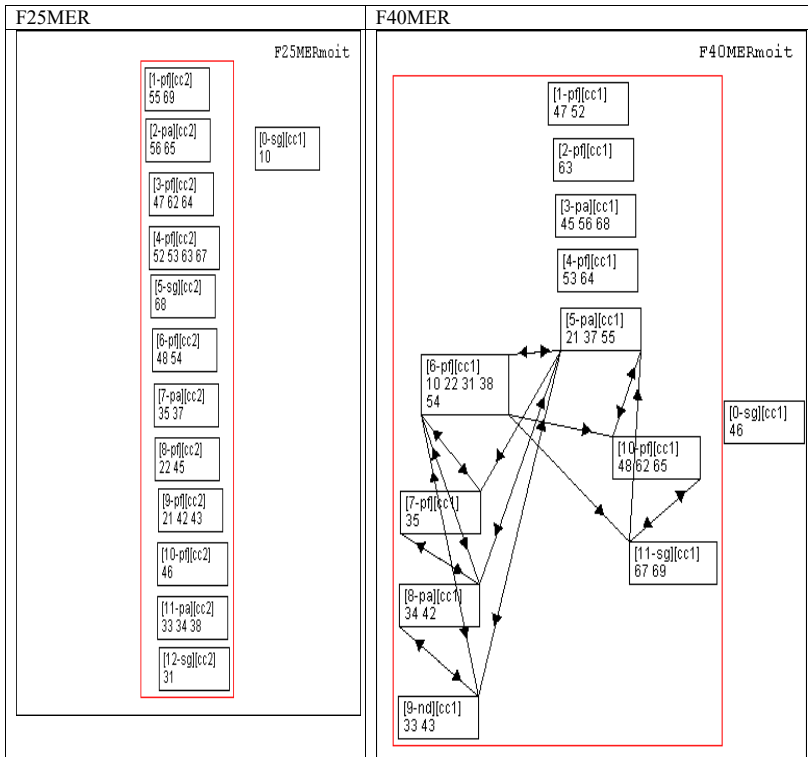 F25MER
F25MERmoit
[1-pf][cc2]
55 69
[2-pa][cc2]
56 65
[0-sg][cc1]
10
[3-pf][cc2]
47 62 64
[4-pf][cc2]
52 53 63 67
[5-sg][cc2]
68
[6-pf][cc2]
48 54
[7-pa][cc2]
35 37
[8-pf][cc2]
22 45
[9-pf][cc2]
21 42 43
[10-pf][cc2]
46
[11-pa][cc2]
33 34 38
[12-sg][cc2]
31
F40MER
F40MERmoit
[1-pf][cc1]
47 52
[2-pf][cc1]
63
[3-pa][cc1]
45 56 68
[4-pf][cc1]
53 64
[5-pa][cc1]
21 37 55
[6-pf][cc1]
10 22 31 38
54
[0-sg][cc1]
46
[10-pf][cc1]
48 62 65
[7-pf][cc1]
35
[11-sg][cc1]
67 69
[8-pa][cc1]
34 42
[9-nd][cc1]
33 43